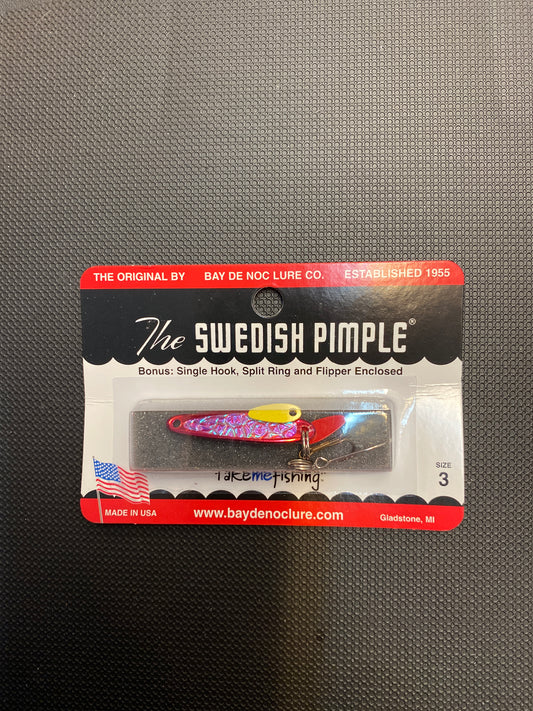 THE ORIGINAL BY BAY DE NOC LURE CO. ESTABLISHED 1955
The SWEDISH PIMPLE®
Bonus: Single Hook, Split Ring and Flipper Enclosed
takemefishing
SIZE
3
MADE IN USA
www.baydenoclure.com
Gladstone, MI